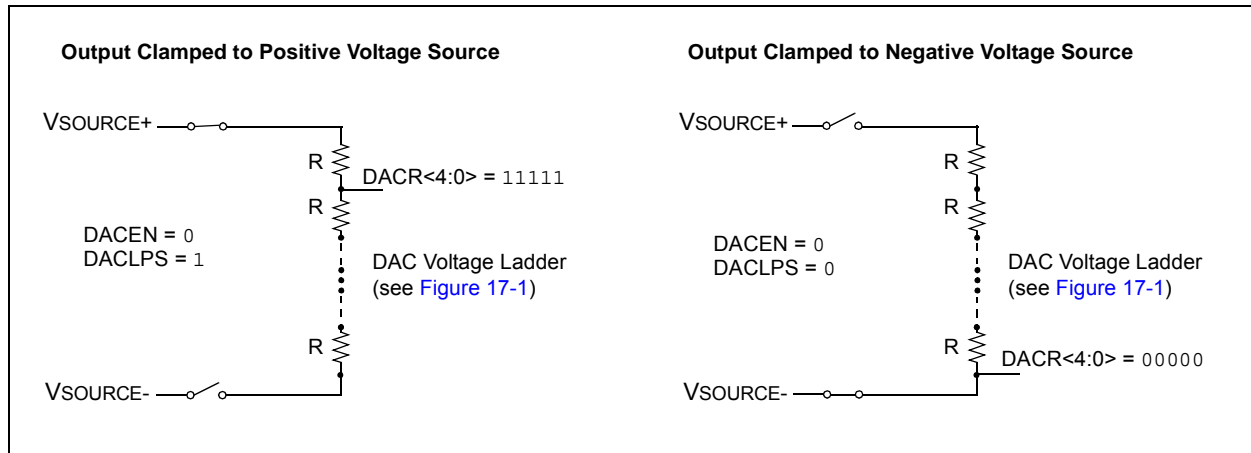 Output Clamped to Positive Voltage Source
VSOURCE+
R
DACR<4:0> = 11111
R
DACEN = 0
DACLPS = 1
DAC Voltage Ladder
(see Figure 17-1)
R
VSOURCE-
Output Clamped to Negative Voltage Source
VSOURCE+
R
R
DACEN = 0
DACLPS = 0
DAC Voltage Ladder
(see Figure 17-1)
R
DACR<4:0> = 00000
VSOURCE-